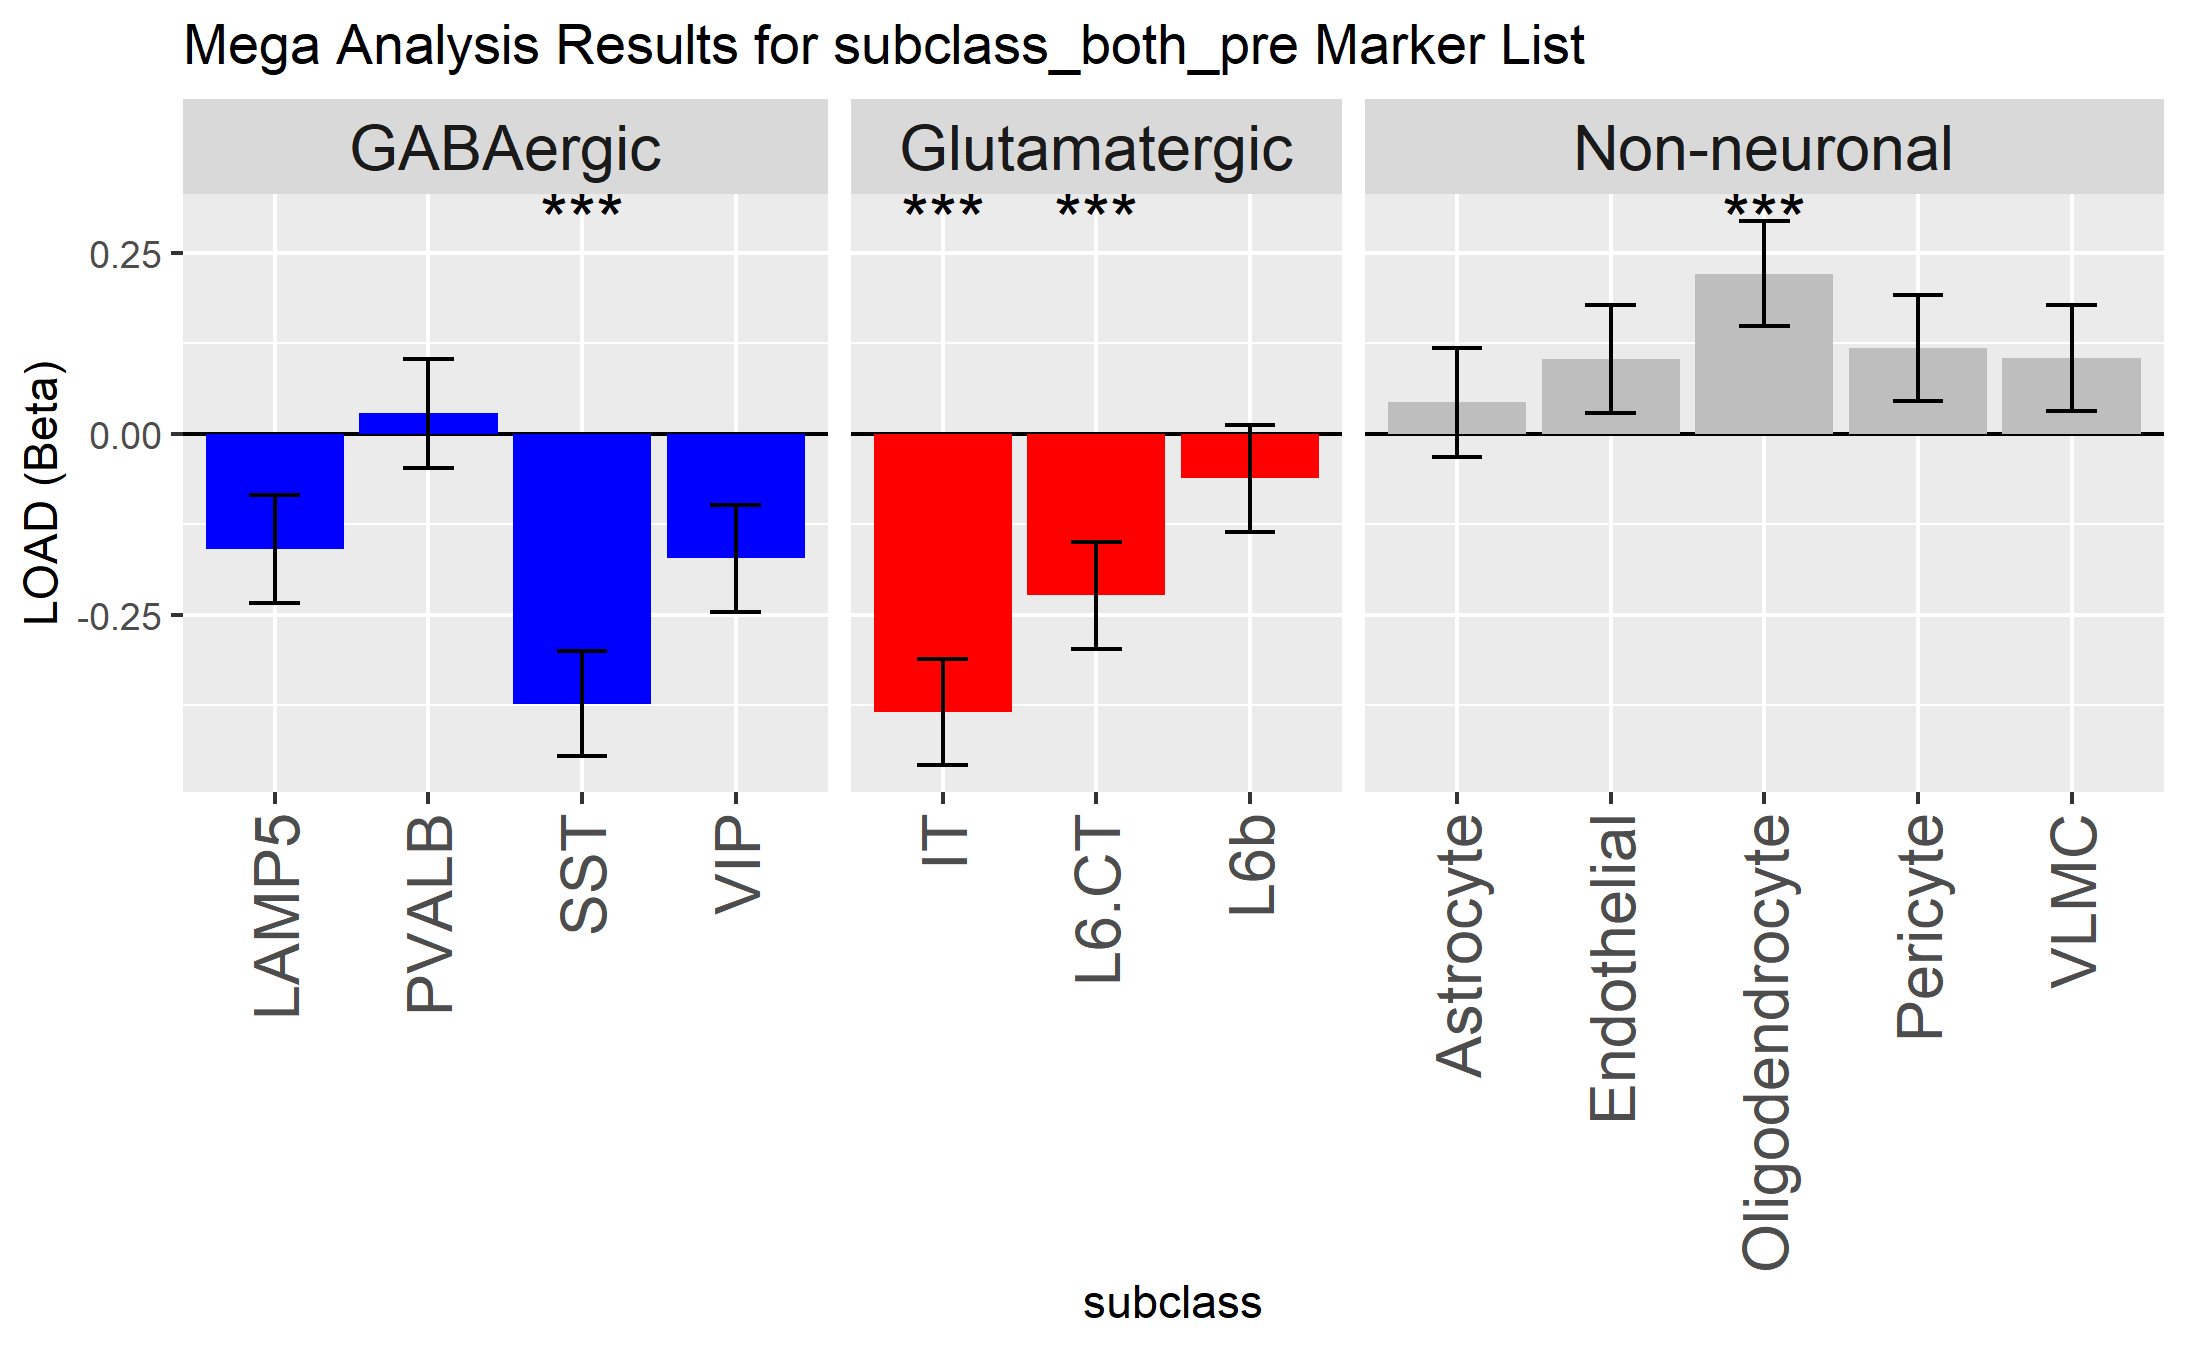 Mega Analysis Results for subclass_both_pre Marker List
GABAergic
Glutamatergic
Non-neuronal
***
***
***
***
LOAD (Beta)
0.25
0.00
-0.25
LAMP5
PVALB
SST
VIP
IT
L6.CT
L6b
Astrocyte
Endothelial
Oligodendrocyte
Pericyte
VLMC
subclass